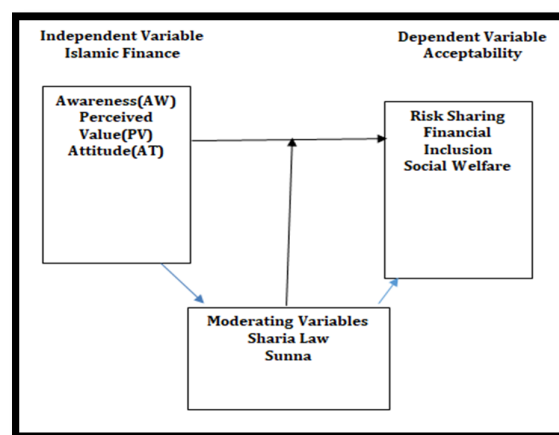 Independent Variable
Islamic Finance
Dependent Variable
Acceptability
Awareness(AW)
Perceived
Value(PV)
Attitude(AT)
Risk Sharing
Financial
Inclusion
Social Welfare
Moderating Variables
Sharia Law
Sunna